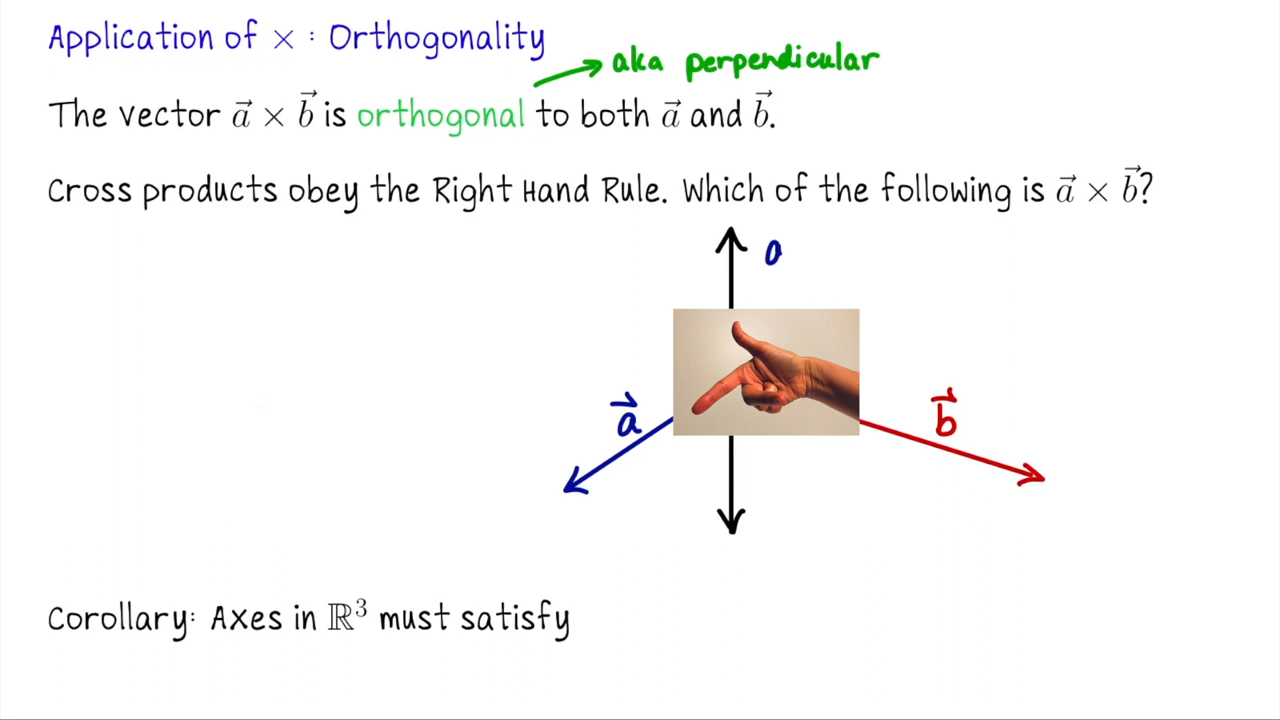 Application of × : Orthogonality
aka perpendicular
The vector a⃗ × b⃗ is orthogonal to both a⃗ and b⃗.
Cross products obey the Right Hand Rule. Which of the following is a⃗ × b⃗?
a⃗
b⃗
Corollary: Axes in ℝ³ must satisfy